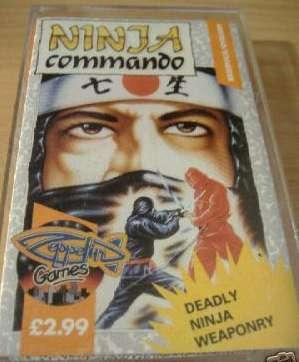 NINJA
commando
七 生
Zeppelin
Games
£2.99
DEADLY
NINJA
WEAPONRY